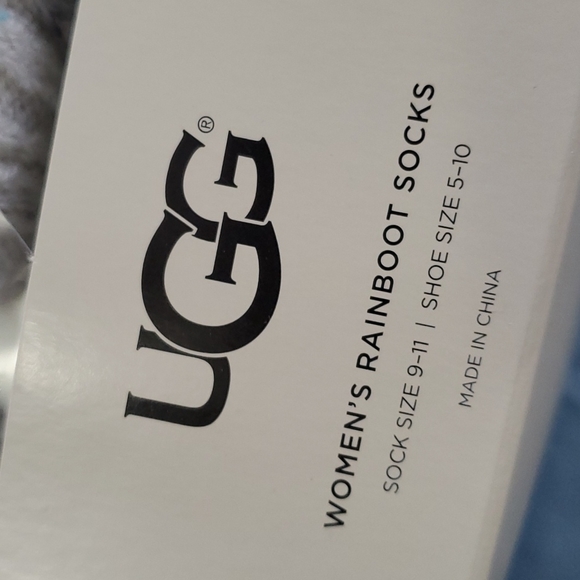 UGG®
WOMEN'S RAINBOOT SOCKS
SOCK SIZE 9-11 | SHOE SIZE 5-10
MADE IN CHINA